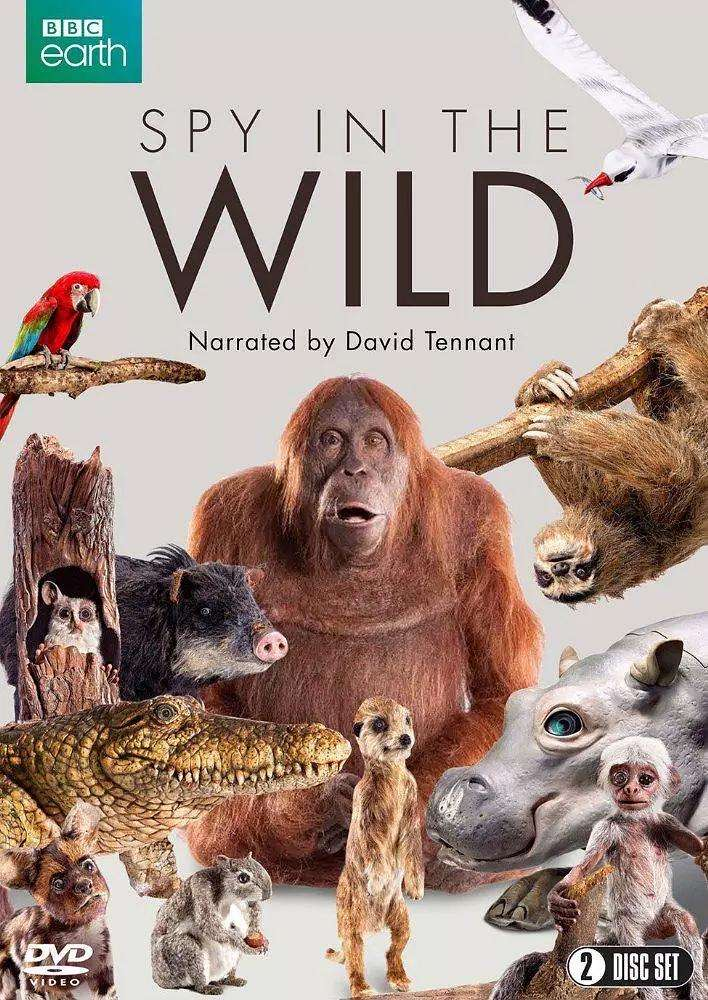 BBC
earth
SPY IN THE
WILD
Narrated by David Tennant
DVD
VIDEO
2 DISC SET